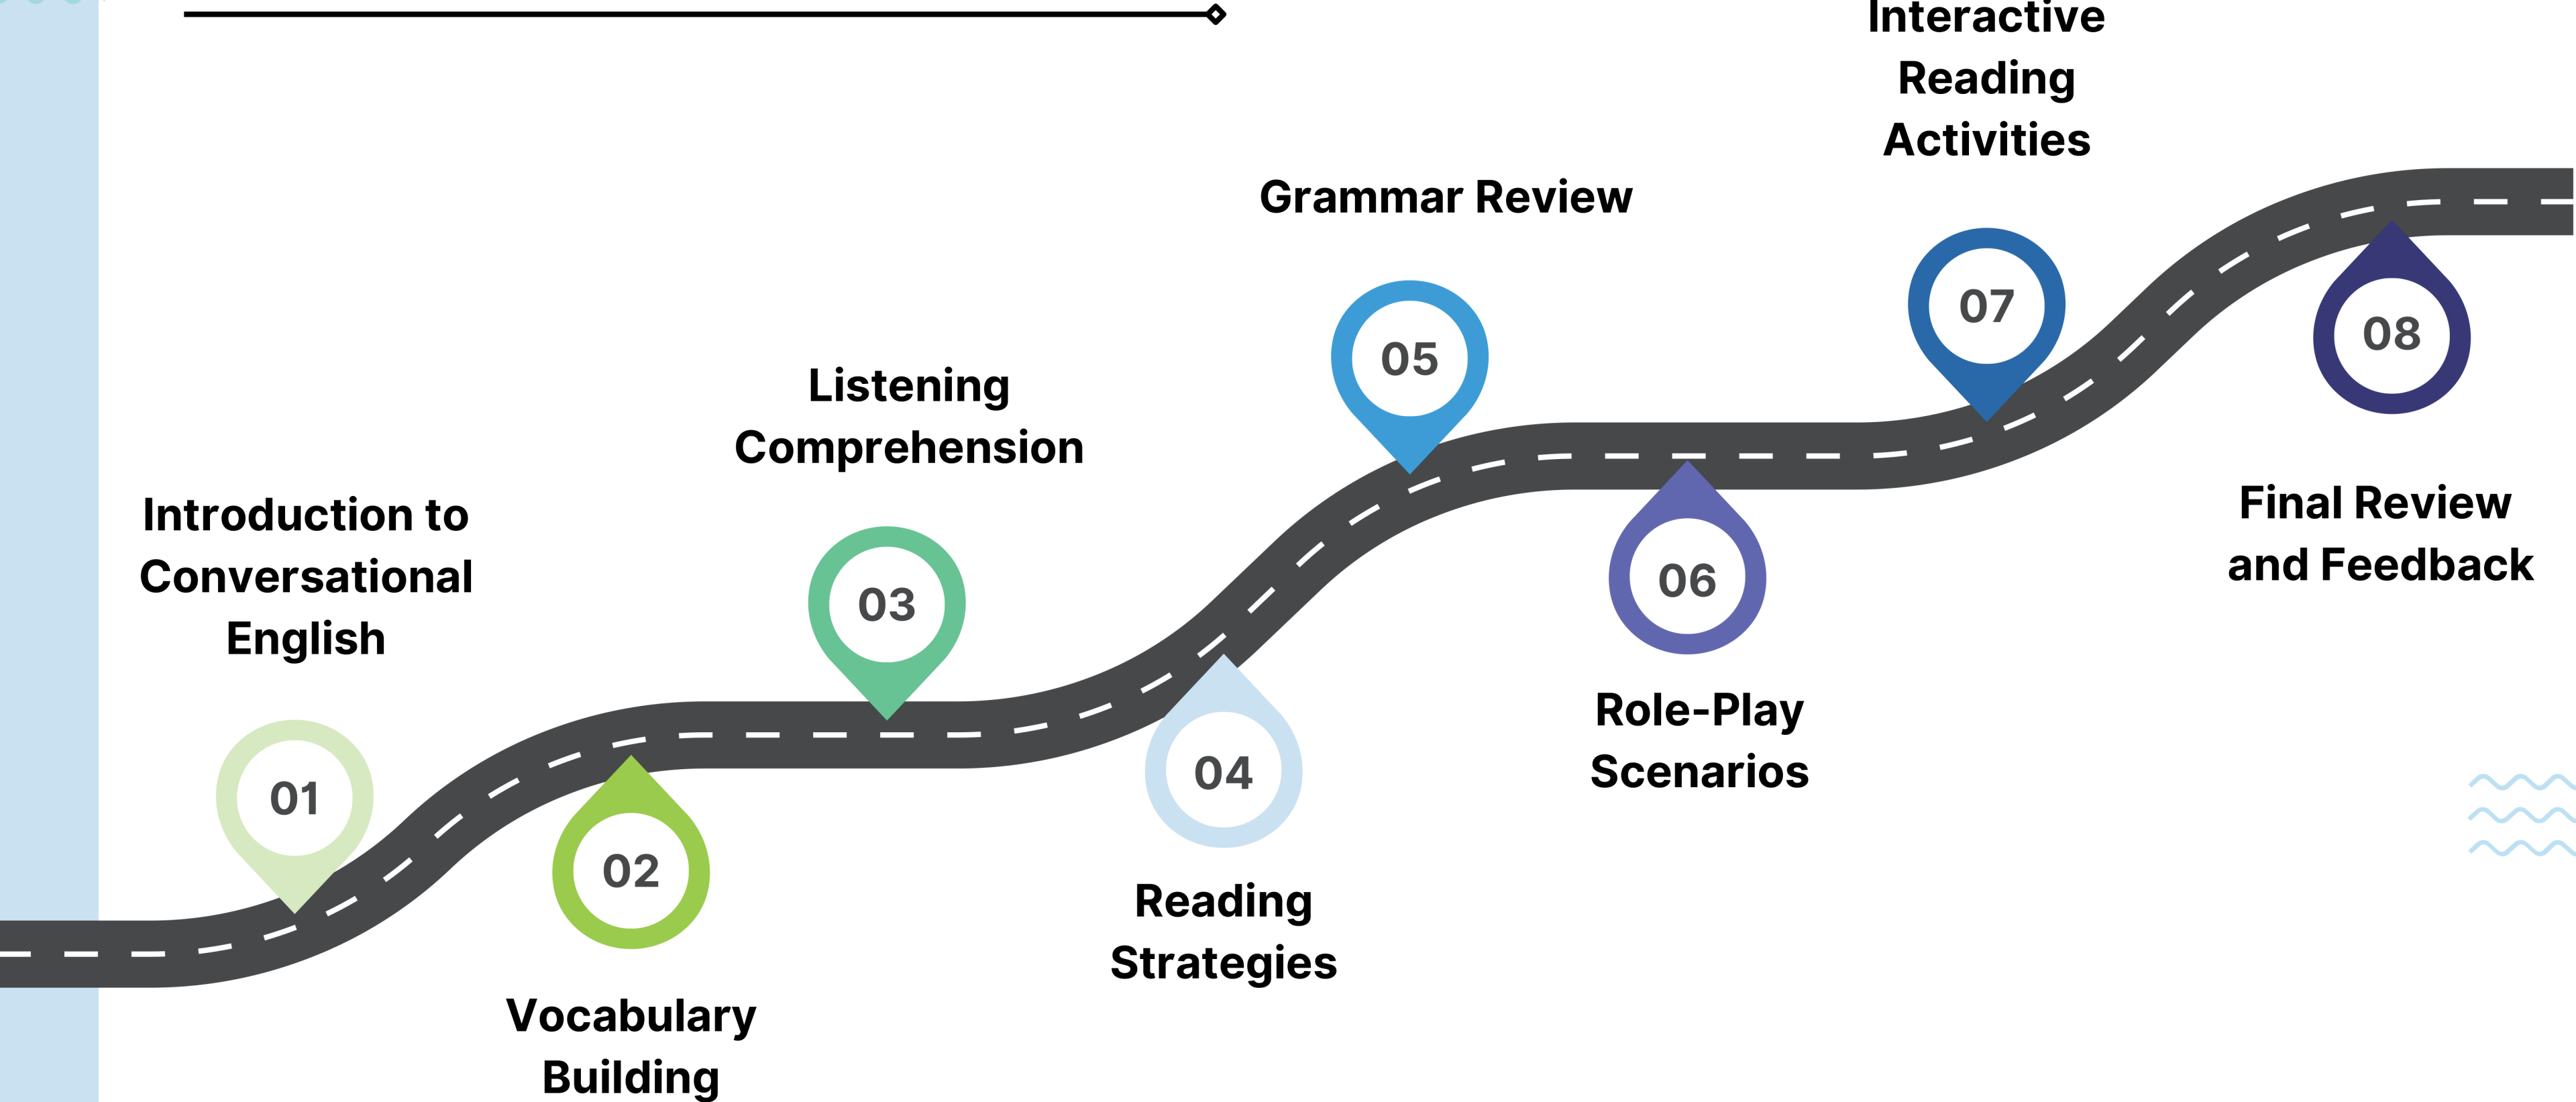 Introduction to
Conversational
English
01
02
Vocabulary
Building
Listening
Comprehension
03
04
Reading
Strategies
Grammar Review
05
06
Role-Play
Scenarios
Interactive
Reading
Activities
07
08
Final Review
and Feedback